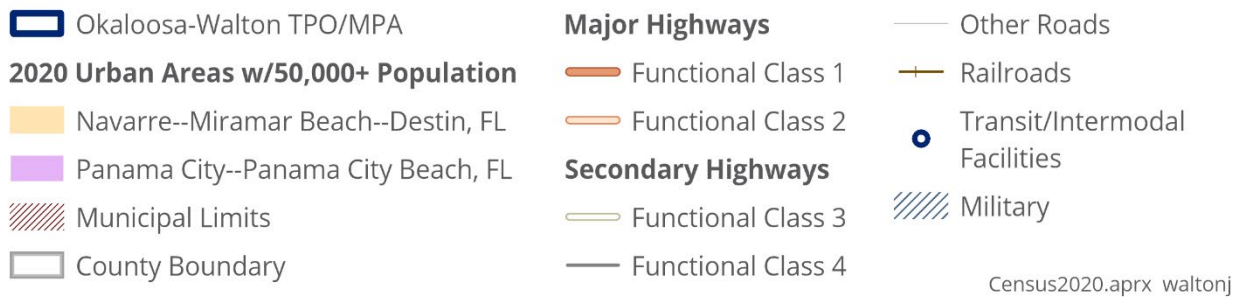 Okaloosa-Walton TPO/MPA
2020 Urban Areas w/50,000+ Population
Navarre--Miramar Beach--Destin, FL
Panama City--Panama City Beach, FL
Municipal Limits
County Boundary
Major Highways
Functional Class 1
Functional Class 2
Secondary Highways
Functional Class 3
Functional Class 4
Other Roads
Railroads
Transit/Intermodal
Facilities
Military
Census2020.aprx waltonj